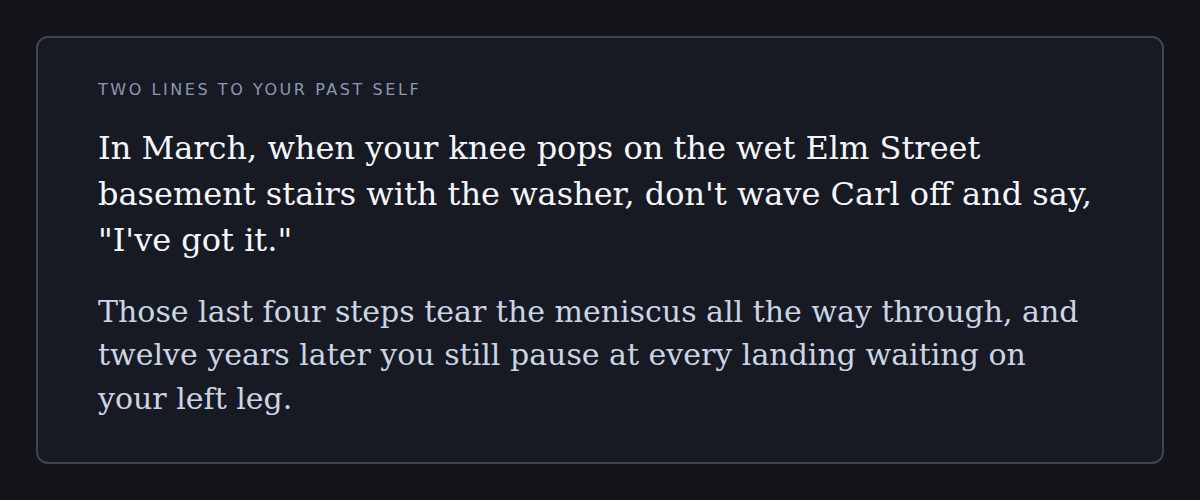 TWO LINES TO YOUR PAST SELF
In March, when your knee pops on the wet Elm Street
basement stairs with the washer, don't wave Carl off and say,
"I've got it."
Those last four steps tear the meniscus all the way through, and
twelve years later you still pause at every landing waiting on
your left leg.